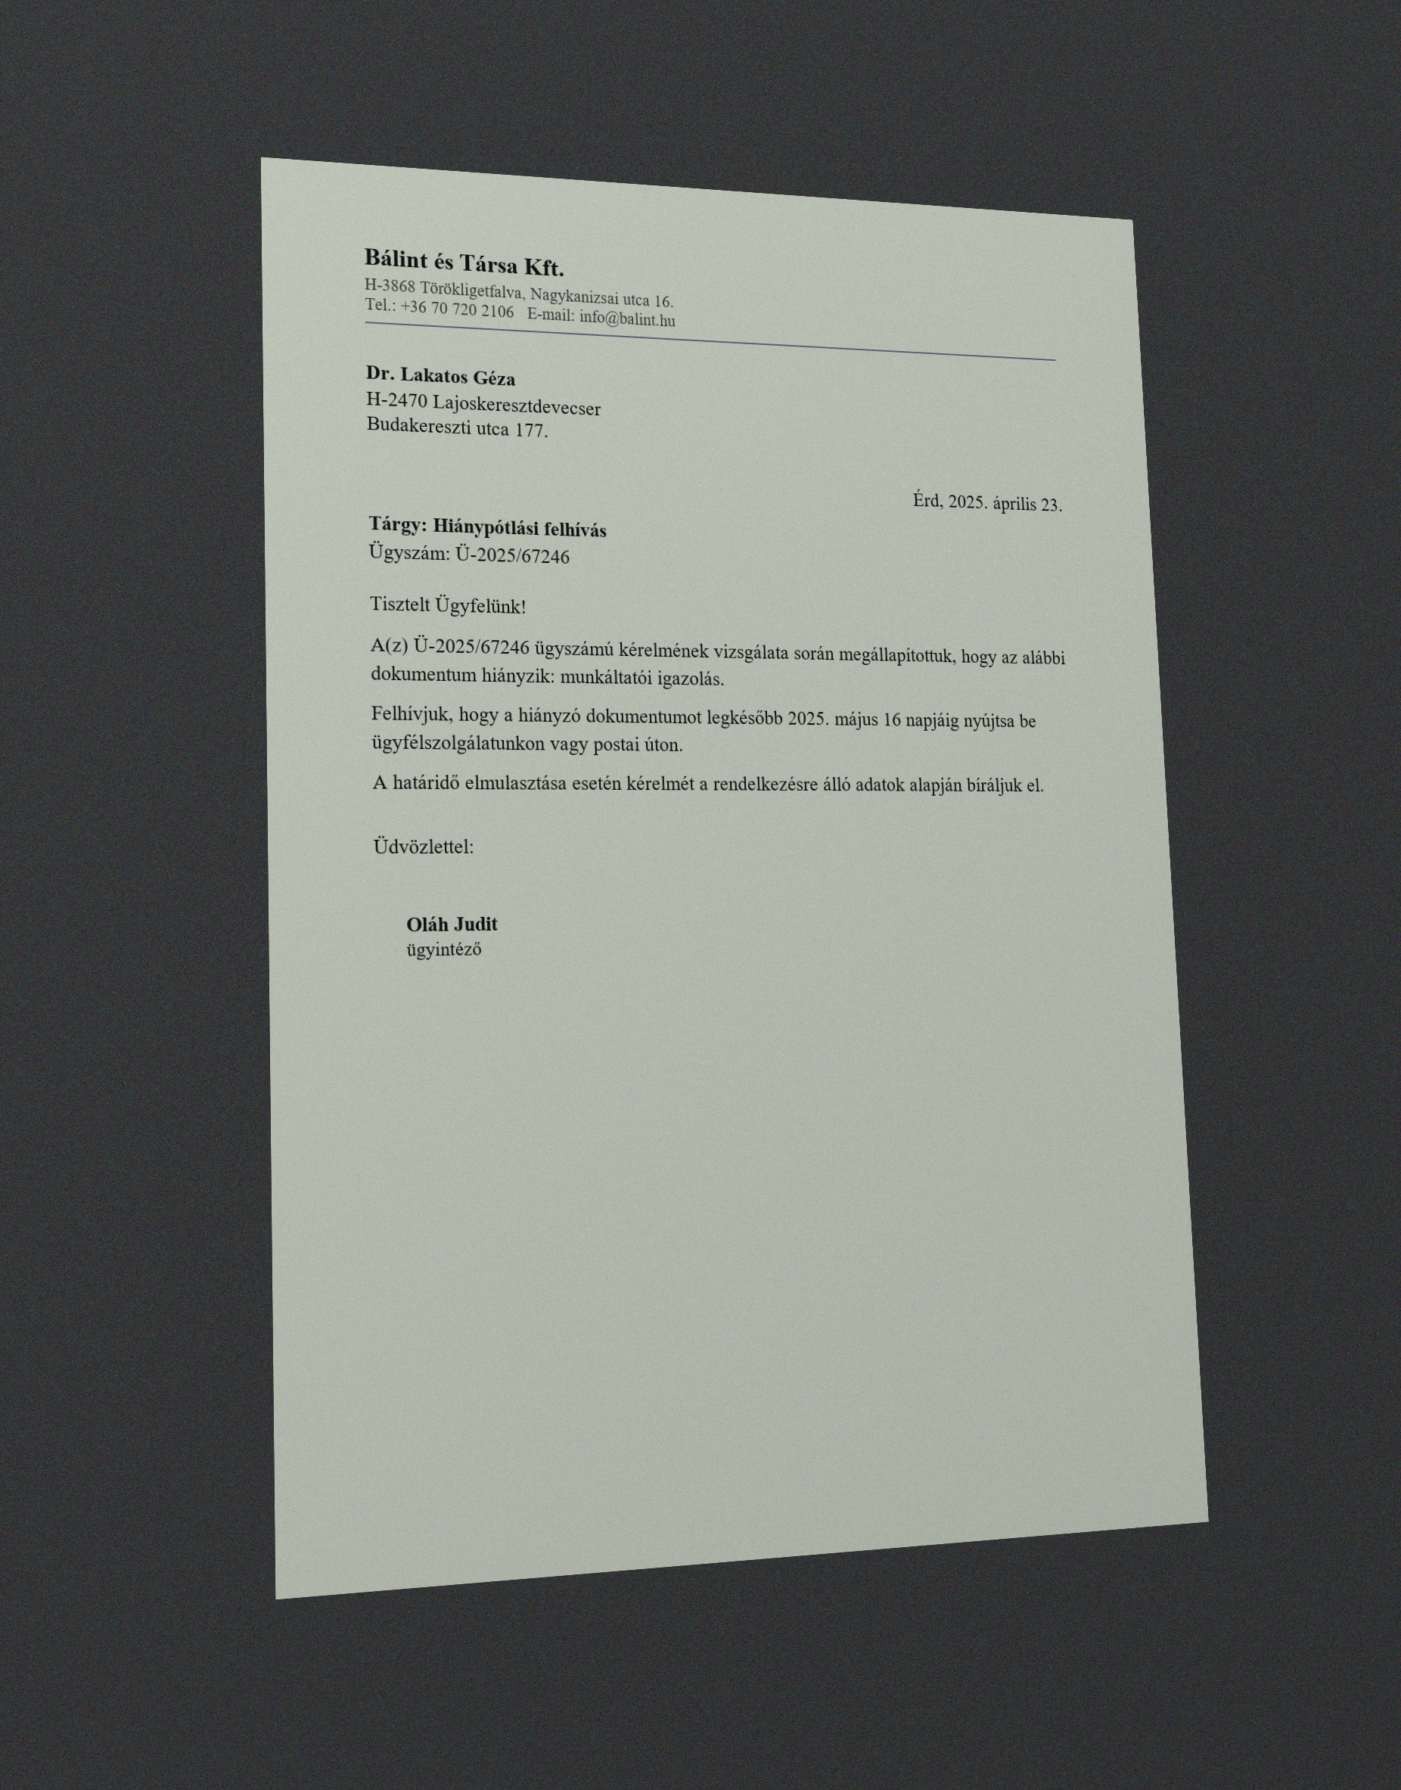 Bálint és Társa Kft.
H-3868 Törökligetfalva, Nagykanizsai utca 16.
Tel.: +36 70 720 2106 E-mail: info@balint.hu
Dr. Lakatos Géza
H-2470 Lajoskeresztdevecser
Budakereszti utca 177.
Érd, 2025. április 23.
Tárgy: Hiánypótlási felhívás
Ügyszám: Ü-2025/67246
Tisztelt Ügyfelünk!
A(z) Ü-2025/67246 ügyszámú kérelmének vizsgálata során megállapítottuk, hogy az alábbi
dokumentum hiányzik: munkáltatói igazolás.
Felhívjuk, hogy a hiányzó dokumentumot legkésőbb 2025. május 16 napjáig nyújtsa be
ügyfélszolgálatunkon vagy postai úton.
A határidő elmulasztása esetén kérelmét a rendelkezésre álló adatok alapján bíráljuk el.
Üdvözlettel:
Oláh Judit
ügyintéző